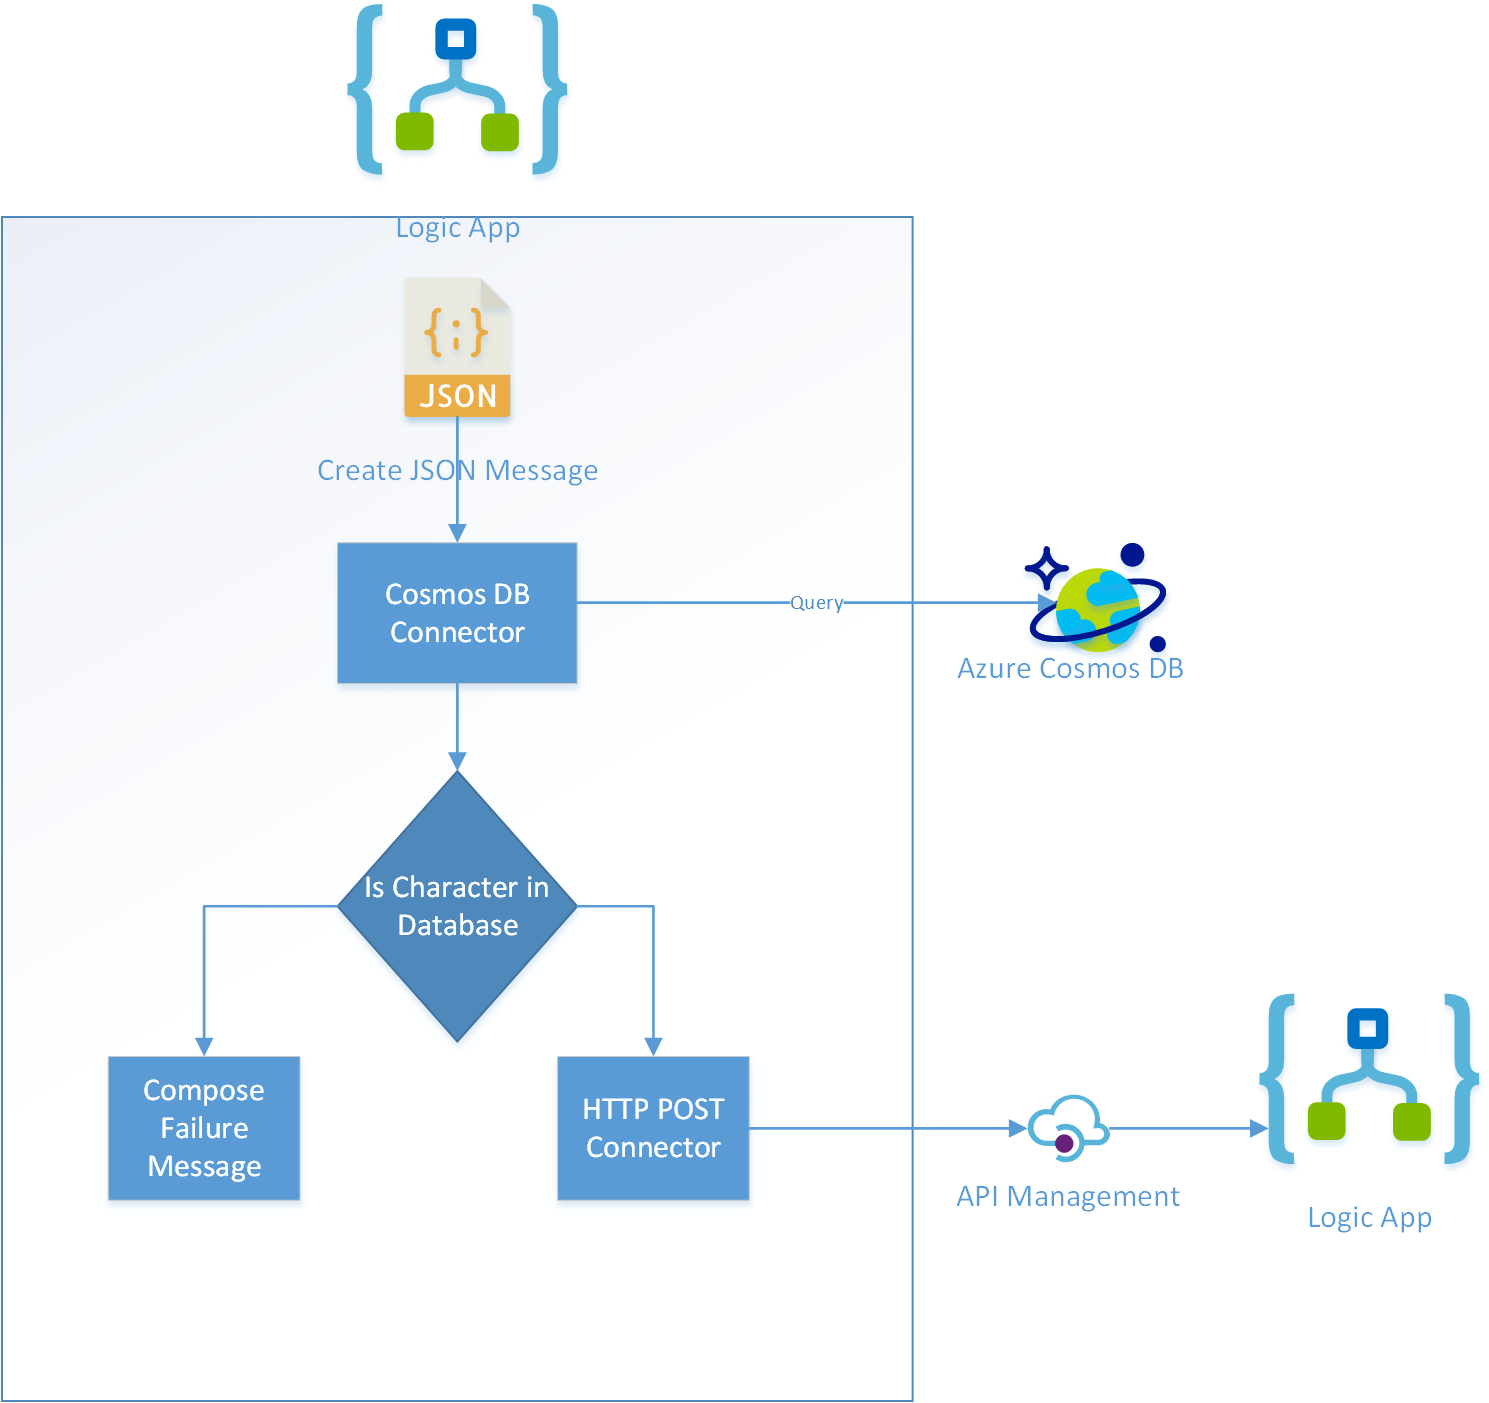 Logic App
{;}
JSON
Create JSON Message
Cosmos DB
Connector
Query
Azure Cosmos DB
Is Character in
Database
Compose
Failure
Message
HTTP POST
Connector
API Management
Logic App